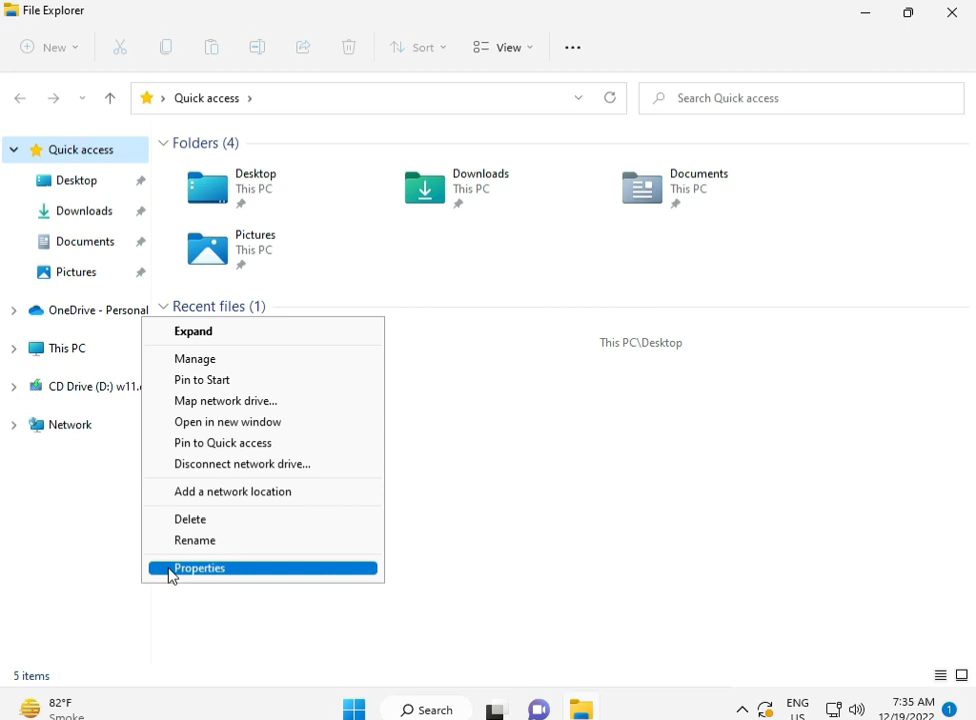 File Explorer
New
Sort
View
Quick access
Search Quick access
Quick access
Desktop
Downloads
Documents
Pictures
OneDrive - Personal
This PC
CD Drive (D:) w11.
Network
Folders (4)
Desktop
This PC
Downloads
This PC
Documents
This PC
Pictures
This PC
Recent files (1)
This PC\Desktop
Expand
Manage
Pin to Start
Map network drive...
Open in new window
Pin to Quick access
Disconnect network drive...
Add a network location
Delete
Rename
Properties
5 items
82°F
Smoke
Search
ENG
US
7:35 AM
12/19/2022
1